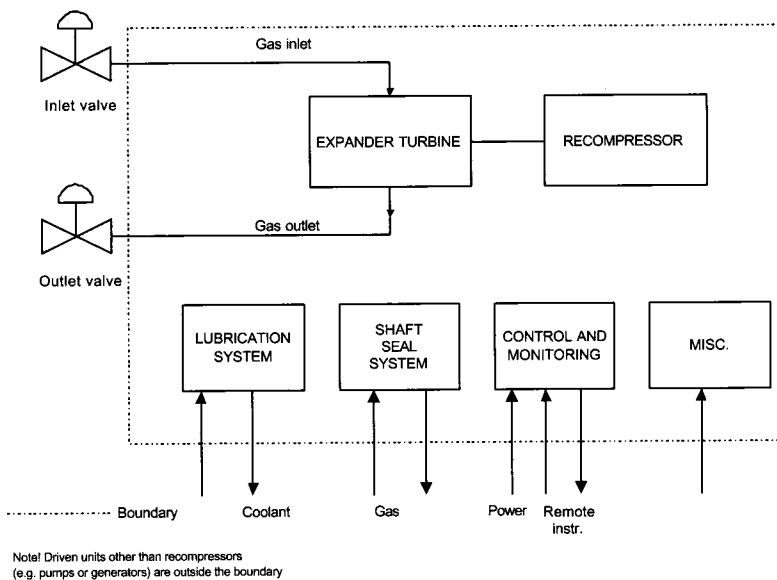 Gas inlet
Inlet valve
EXPANDER TURBINE
RECOMPRESSOR
Gas outlet
Outlet valve
LUBRICATION
SYSTEM
SHAFT
SEAL
SYSTEM
CONTROL AND
MONITORING
MISC.
Boundary
Coolant
Gas
Power
Remote
instr.
Note! Driven units other than recompressors
(e.g. pumps or generators) are outside the boundary